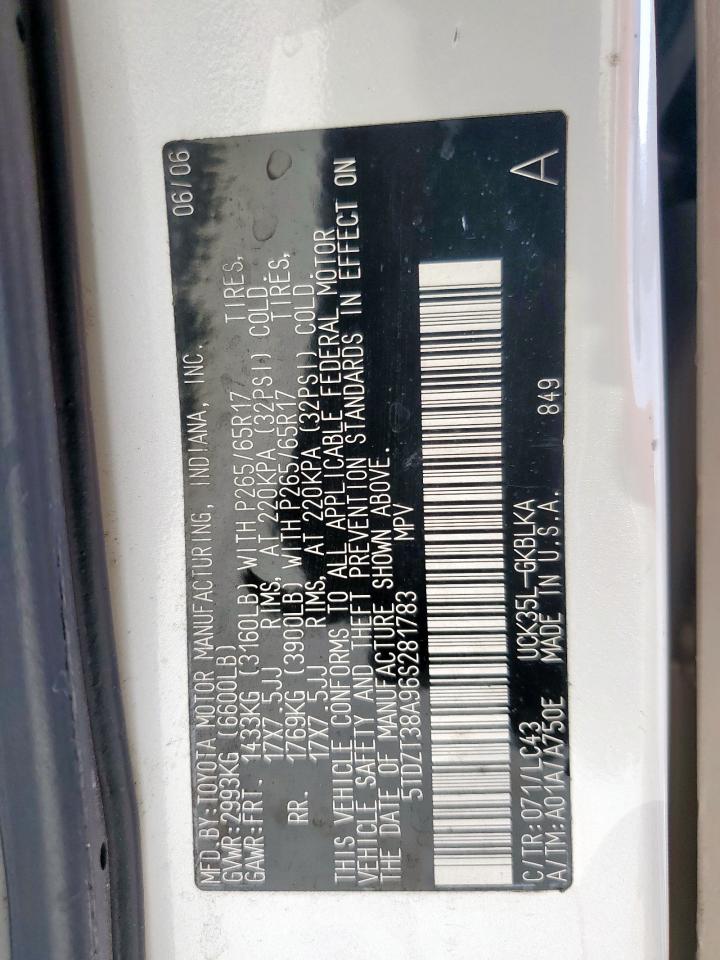 MFD.BY:TOYOTA MOTOR MANUFACTURING, INDIANA, INC. 06/06
GVWR:2993KG (6600LB)
GAWR:FRT. 1433KG (3160LB) WITH P265/65R17 TIRES,
17X7.5JJ RIMS, AT 220KPA (32PSI) COLD
RR. 1769KG (3900LB) WITH P265/65R17 TIRES,
17X7.5JJ RIMS, AT 220KPA (32PSI) COLD.
THIS VEHICLE CONFORMS TO ALL APPLICABLE FEDERAL MOTOR
VEHICLE SAFETY AND THEFT PREVENTION STANDARDS IN EFFECT ON
THE DATE OF MANUFACTURE SHOWN ABOVE.
5TDZT38A96S281783 MPV
C/TR:071/LC43 UCK35L-GKBLKA
A/TM:A01A/A750E MADE IN U.S.A. 849 A